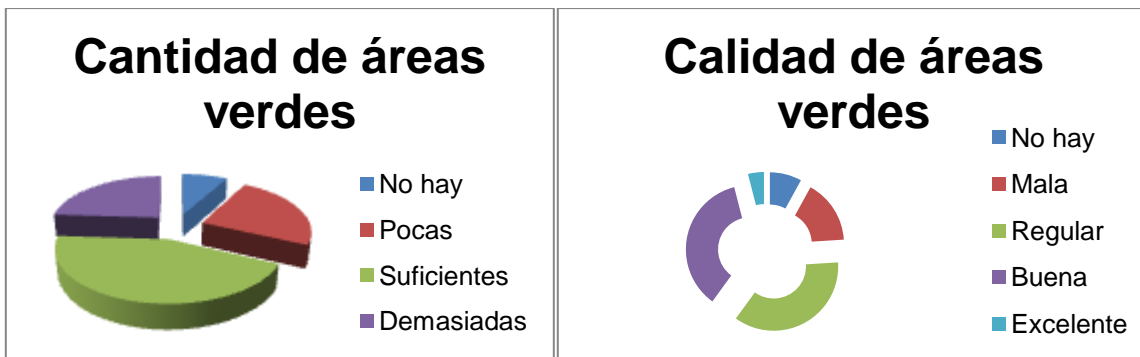 Cantidad de áreas
verdes
No hay
Pocas
Suficientes
Demasiadas
Calidad de áreas
verdes
No hay
Mala
Regular
Buena
Excelente